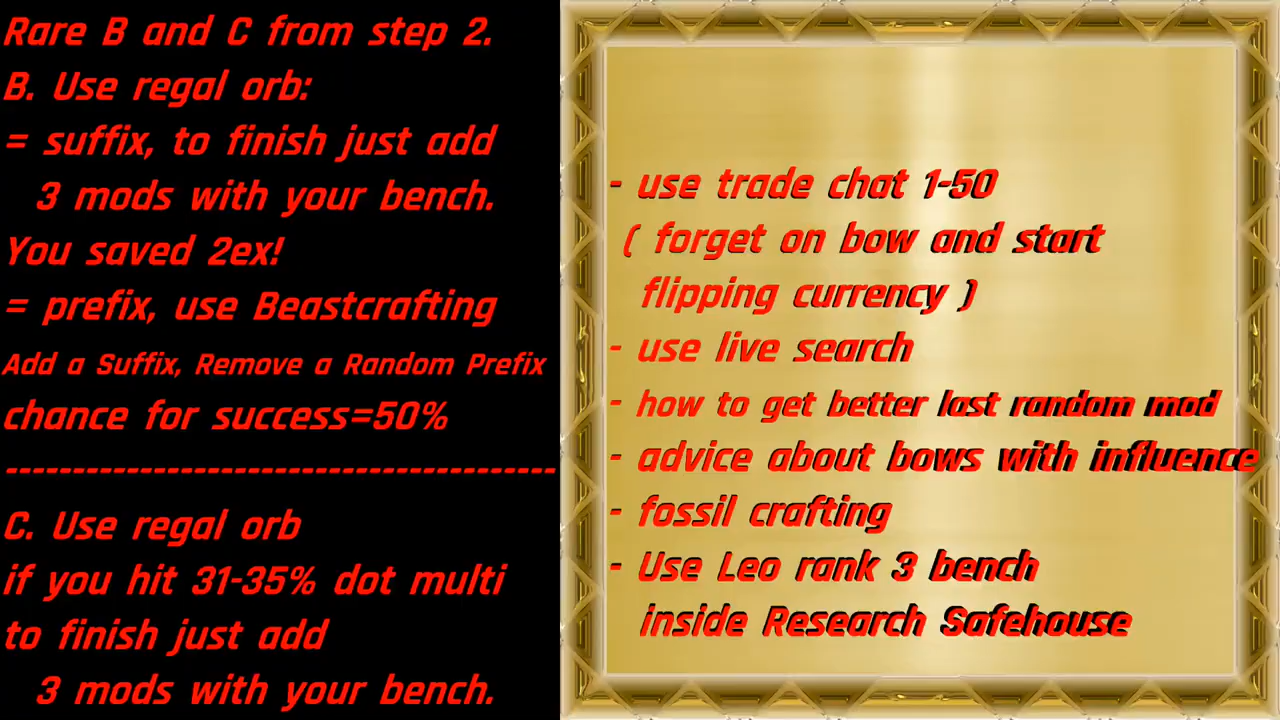 Rare B and C from step 2.
B. Use regal orb:
= suffix, to finish just add
3 mods with your bench.
You saved 2ex!
= prefix, use Beastcrafting
Add a Suffix, Remove a Random Prefix
chance for success=50%
------------------------------------------
C. Use regal orb
if you hit 31-35% dot multi
to finish just add
3 mods with your bench.
- use trade chat 1-50
( forget on bow and start
flipping currency )
- use live search
- how to get better last random mod
- advice about bows with influence
- fossil crafting
- Use Leo rank 3 bench
inside Research Safehouse